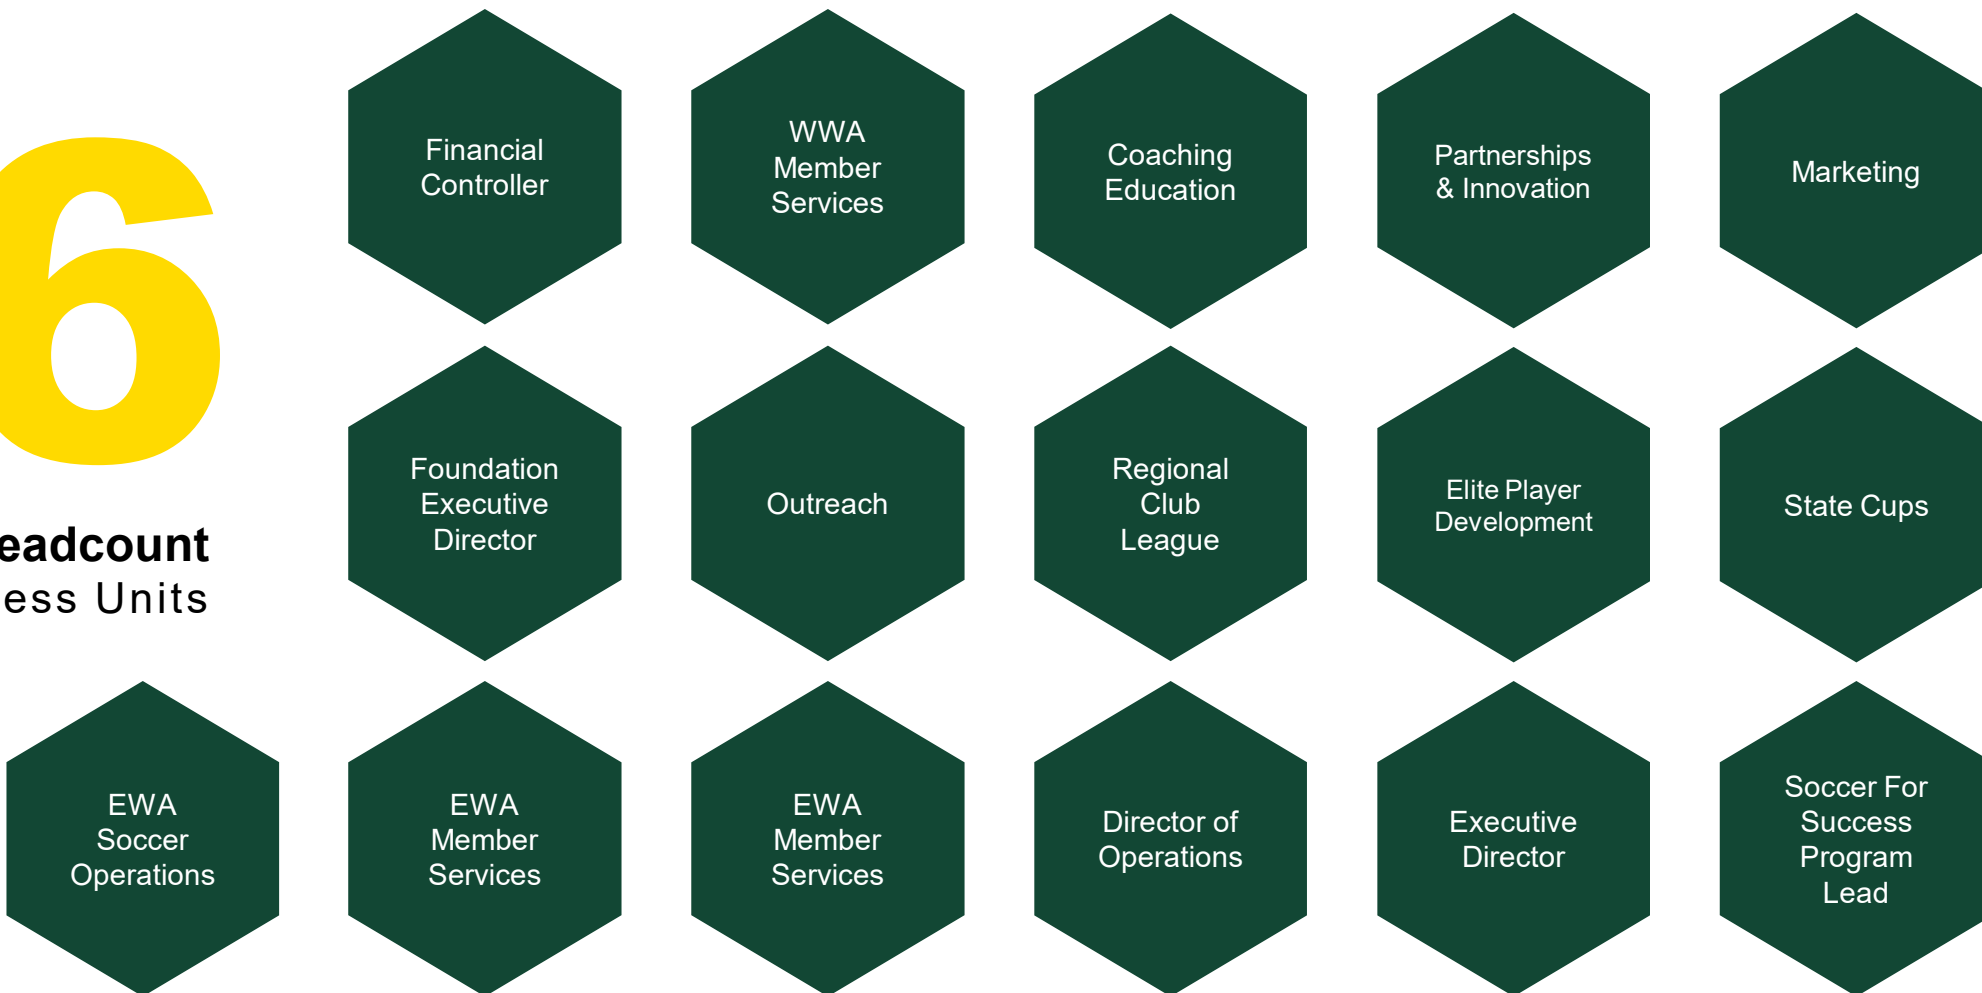 6
eadcount
ess Units
Financial
Controller
WWA
Member
Services
Coaching
Education
Partnerships
& Innovation
Marketing
Foundation
Executive
Director
Outreach
Regional
Club
League
Elite Player
Development
State Cups
EWA
Soccer
Operations
EWA
Member
Services
EWA
Member
Services
Director of
Operations
Executive
Director
Soccer For
Success
Program
Lead